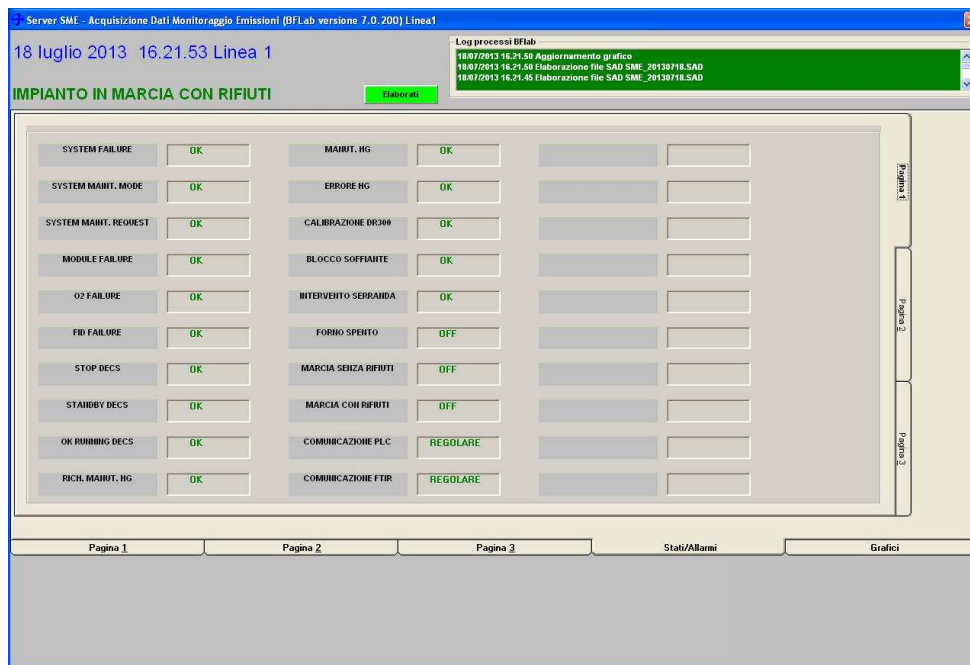 Server SME - Acquisizione Dati Monitoraggio Emissioni (BFLab versione 7.0.200) Linea1
18 luglio 2013 16.21.53 Linea 1
IMPIANTO IN MARCIA CON RIFIUTI
Elaborati
Log processi BFlab
18/07/2013 16.21.50 Aggiornamento grafico
18/07/2013 16.21.50 Elaborazione file SAD SME_20130718.SAD
18/07/2013 16.21.45 Elaborazione file SAD SME_20130718.SAD
SYSTEM FAILURE OK MANUT. HG OK
SYSTEM MAINT. MODE OK ERRORE HG OK
SYSTEM MAINT. REQUEST OK CALIBRAZIONE DR300 OK
MODULE FAILURE OK BLOCCO SOFFIANTE OK
O2 FAILURE OK INTERVENTO SERRANDA OK
FID FAILURE OK FORNO SPENTO OFF
STOP DECS OK MARCIA SENZA RIFIUTI OFF
STANDBY DECS OK MARCIA CON RIFIUTI OFF
OK RUNNING DECS OK COMUNICAZIONE PLC REGOLARE
RICH. MANUT. HG OK COMUNICAZIONE FTIR REGOLARE
Pagina 1
Pagina 2
Pagina 3
Pagina 1 Pagina 2 Pagina 3 Stati/Allarmi Grafici